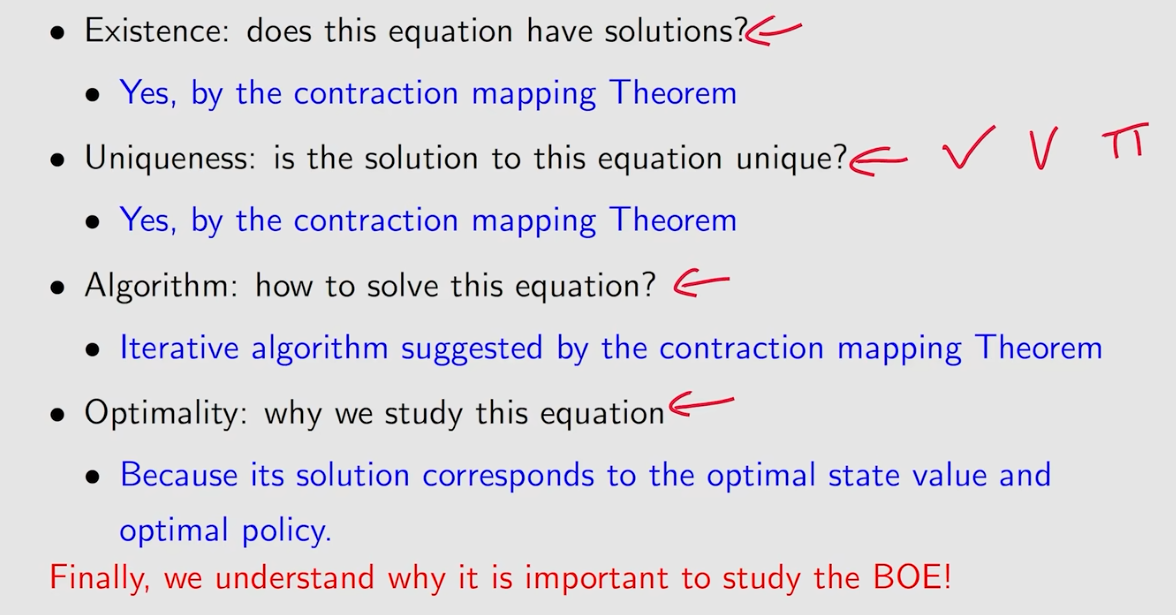 • Existence: does this equation have solutions?
• Yes, by the contraction mapping Theorem
• Uniqueness: is the solution to this equation unique? ✓ V π
• Yes, by the contraction mapping Theorem
• Algorithm: how to solve this equation?
• Iterative algorithm suggested by the contraction mapping Theorem
• Optimality: why we study this equation
• Because its solution corresponds to the optimal state value and
optimal policy.
Finally, we understand why it is important to study the BOE!